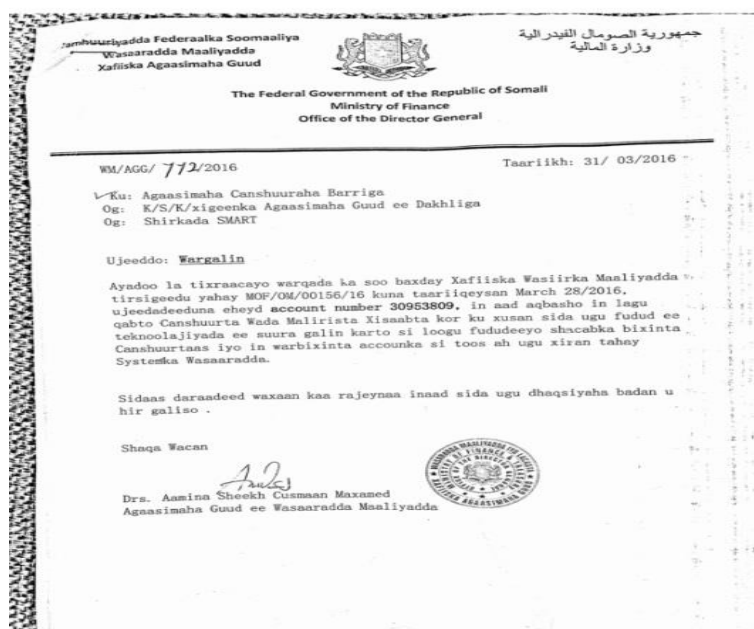 Jamhuuriyadda Federaalka Soomaaliya
Wasaaradda Maaliyadda
Xafiiska Agaasimaha Guud
جمهورية الصومال الفيدرالية
وزارة المالية
The Federal Government of the Republic of Somali
Ministry of Finance
Office of the Director General
WM/AGG/ 772/2016
Taariikh: 31/ 03/2016
Ku: Agaasimaha Canshuuraha Barriga
Og: K/S/K/xigeenka Agaasimaha Guud ee Dakhliga
Og: Shirkada SMART
Ujeeddo: Wargalin
Ayadoo la tixraacayo warqada ka soo baxday Xafiiska Wasiirka Maaliyadda
tirsigeedu yahay MOF/OM/00156/16 kuna taariiqeysan March 28/2016,
ujeedadeeduna eheyd account number 30953809, in aad aqbasho in lagu
qabto Canshuurta Wada Malirista Xisaabta kor ku xusan sida ugu fudud ee
teknoolajiyada ee suura galin karto si loogu fududeeyo shacabka bixinta
Canshuurtaas iyo in warbixinta accounka si toos ah ugu xiran tahay
Systemka Wasaaradda.
Sidaas daraadeed waxaan kaa rajeynaa inaad sida ugu dhaqsiyaha badan u
hir galiso .
Shaqa Wacan
Drs. Aamina Sheekh Cusmaan Maxamed
Agaasimaha Guud ee Wasaaradda Maaliyadda